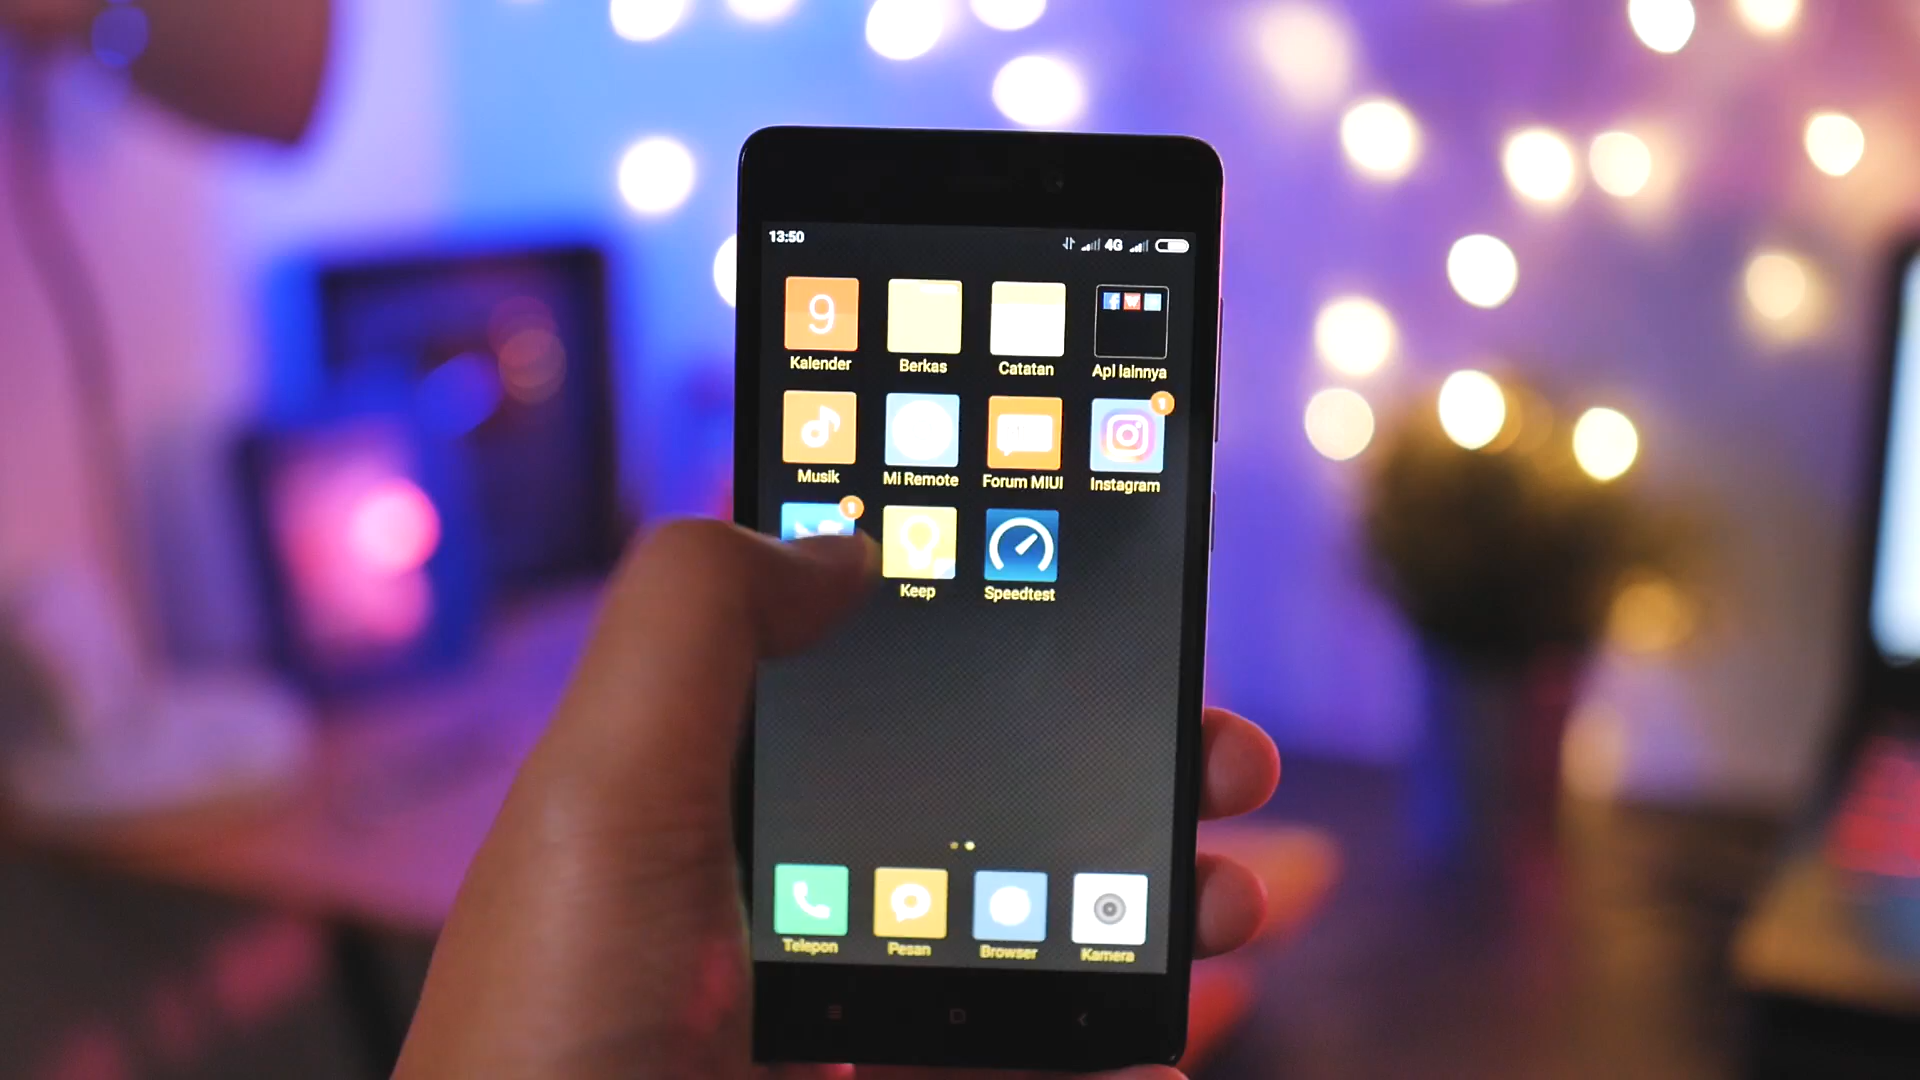 13:50 4G
9
Kalender Berkas Catatan Apl lainnya
Musik Mi Remote Forum MIUI Instagram
Keep Speedtest
Telepon Pesan Browser Kamera